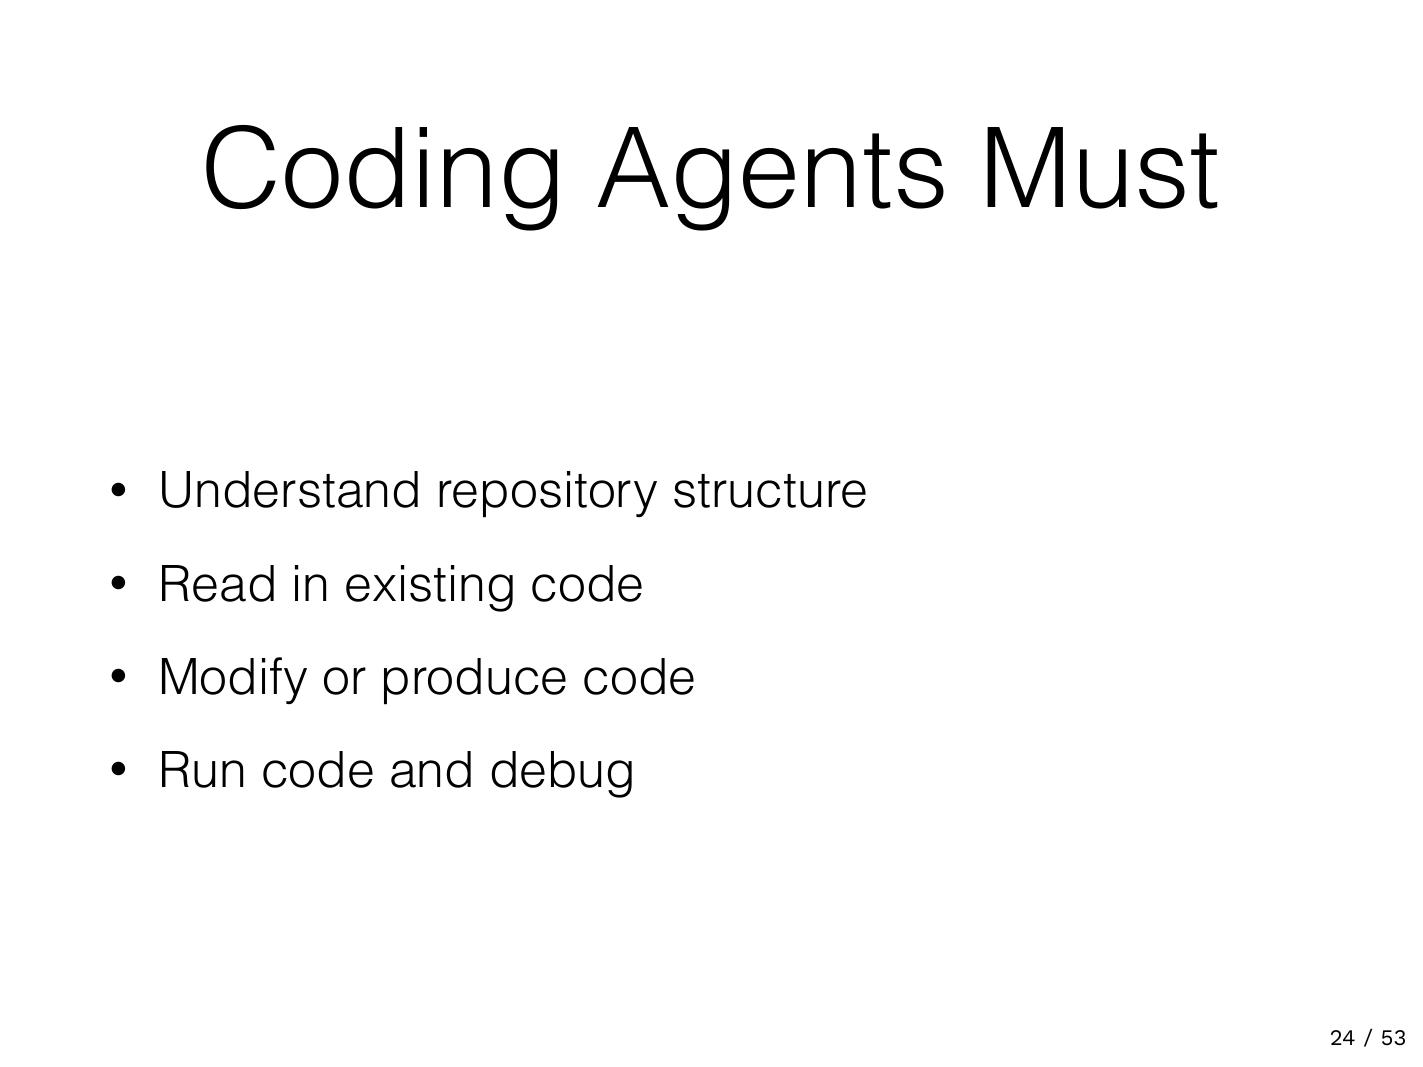 Coding Agents Must
• Understand repository structure
• Read in existing code
• Modify or produce code
• Run code and debug
24 / 53